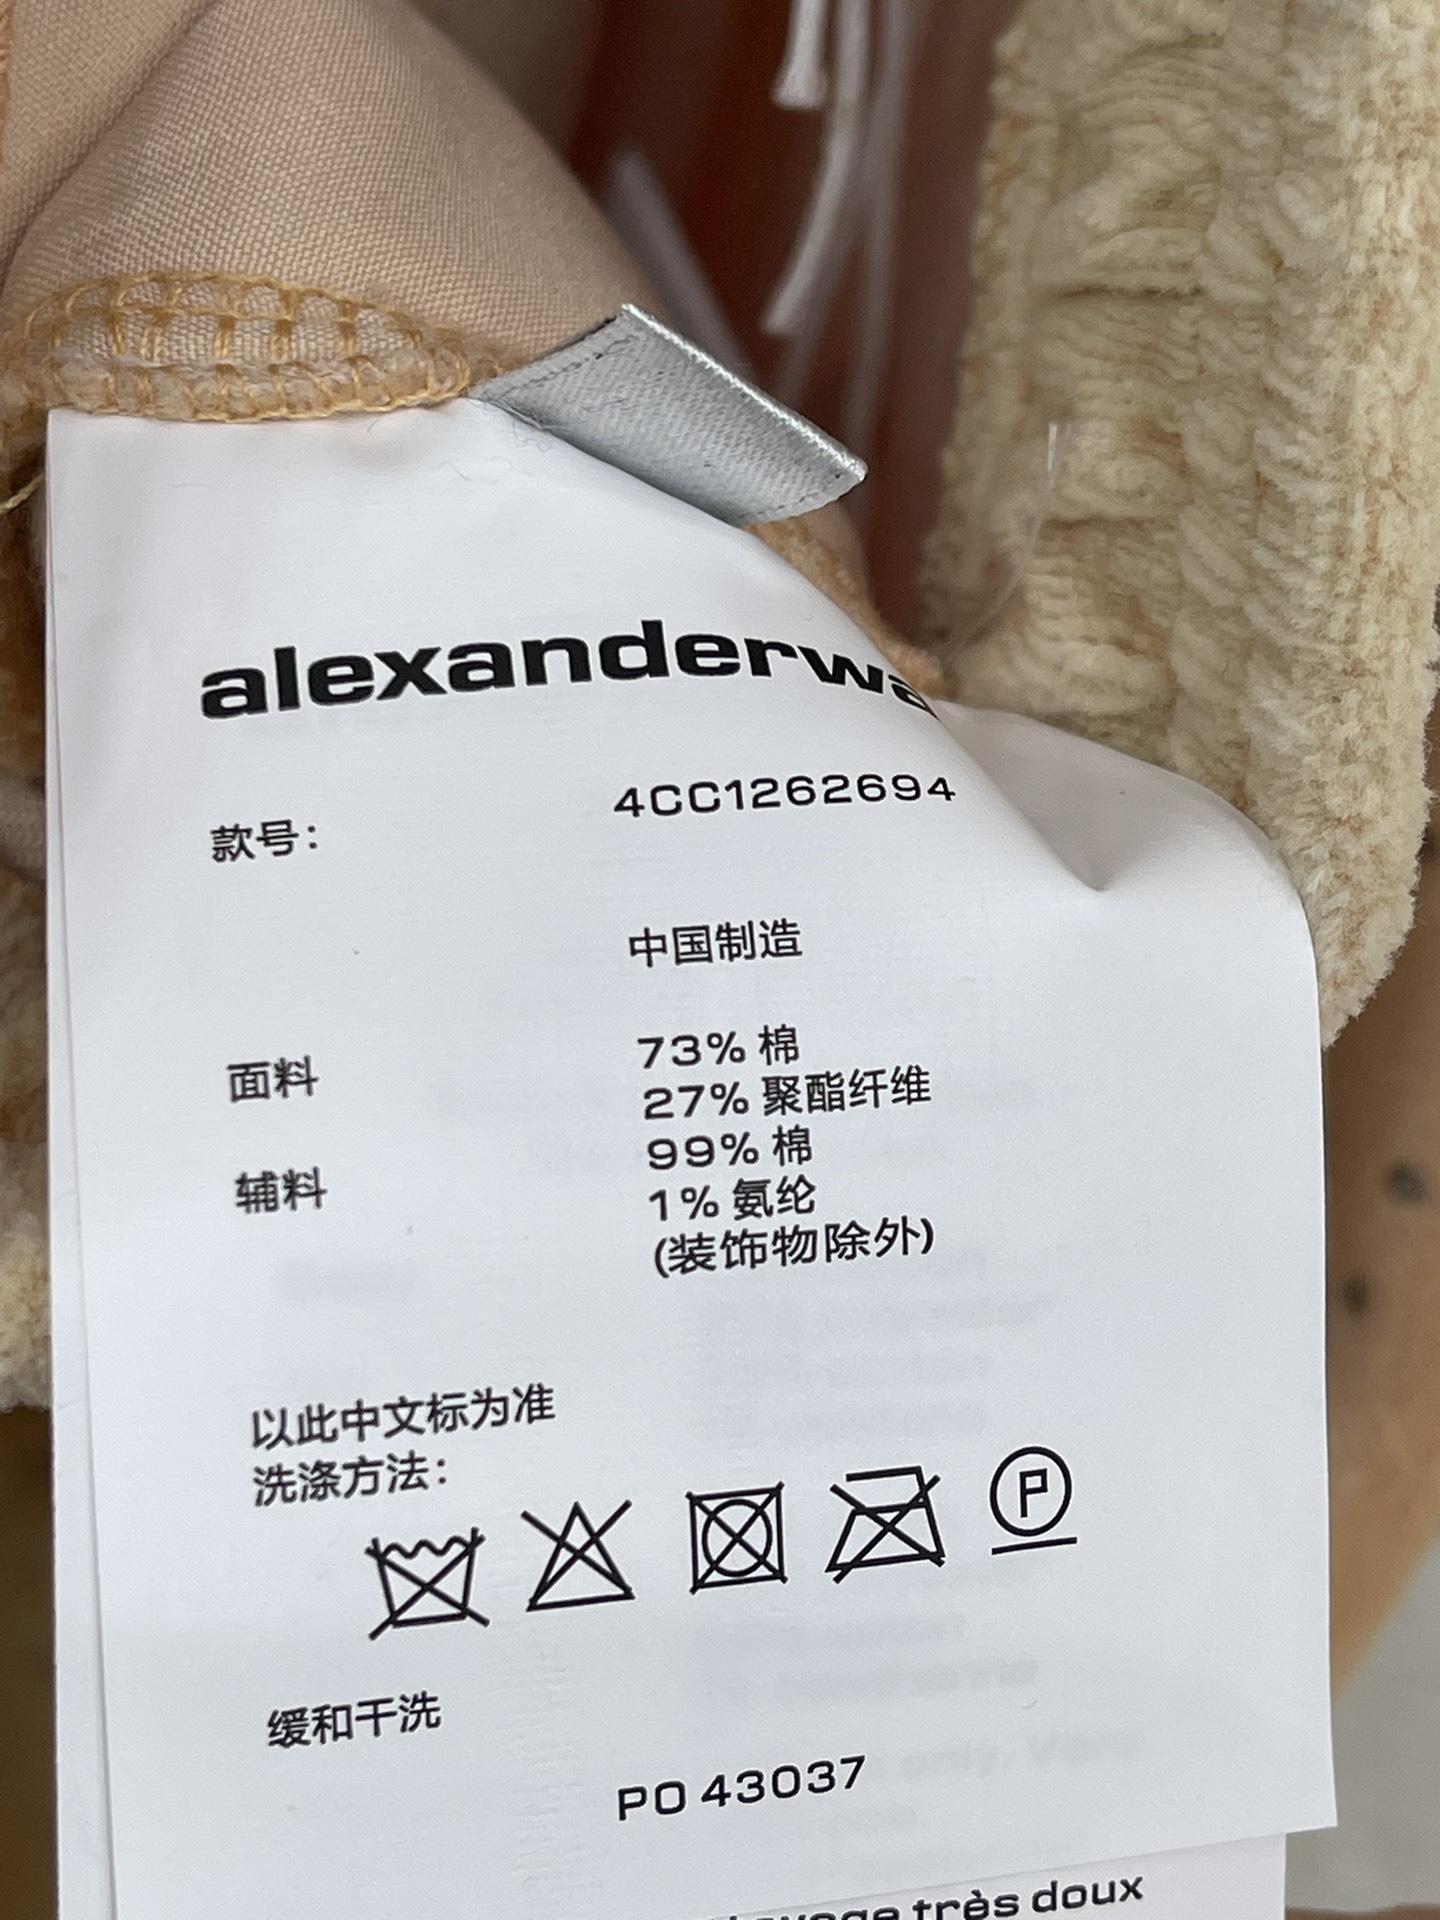 alexanderwa
4CC1262694
款号：
中国制造
面料
73% 棉
27% 聚酯纤维
辅料
99% 棉
1% 氨纶
(装饰物除外)
以此中文标为准
洗涤方法：
P
缓和干洗
PO 43037
très doux